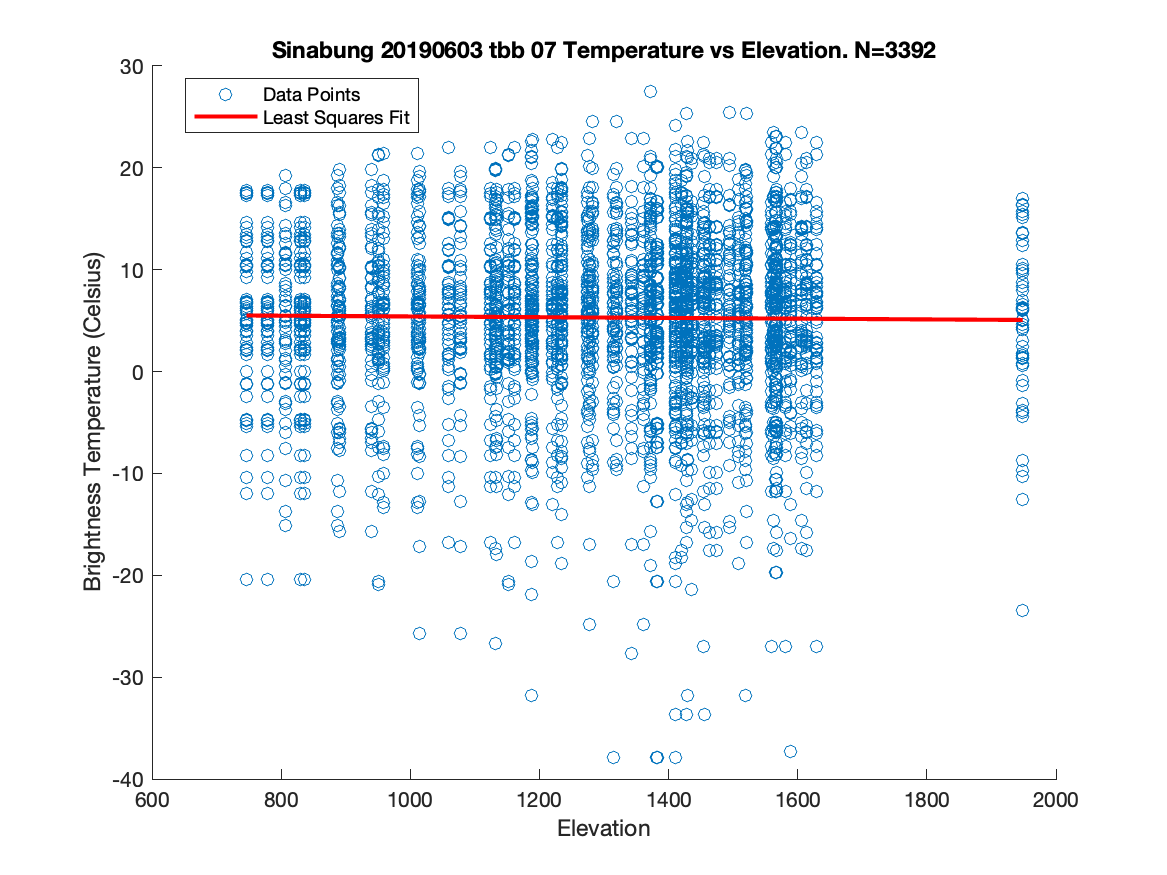 Sinabung 20190603 tbb 07 Temperature vs Elevation. N=3392
30
Data Points
Least Squares Fit
20
10
0
-10
-20
-30
-40
Brightness Temperature (Celsius)
600 800 1000 1200 1400 1600 1800 2000
Elevation